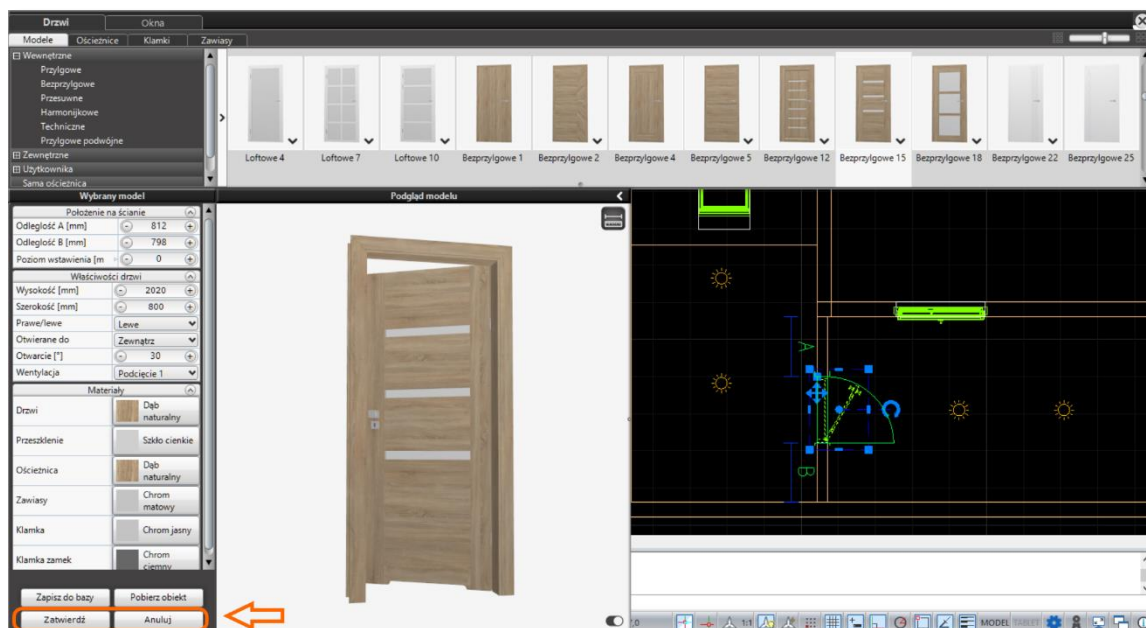 Drzwi Okna
Modele Ościeżnice Klamki Zawiasy
Wewnętrzne
Przylgowe
Bezprzylgowe
Przesuwne
Harmonijkowe
Techniczne
Przylgowe podwójne
Zewnętrzne
Użytkownika
Sama ościeżnica
Loftowe 4 Loftowe 7 Loftowe 10 Bezprzylgowe 1 Bezprzylgowe 2 Bezprzylgowe 4 Bezprzylgowe 5 Bezprzylgowe 12 Bezprzylgowe 15 Bezprzylgowe 18 Bezprzylgowe 22 Bezprzylgowe 25
Wybrany model Podgląd modelu
Położenie na ścianie
Odległość A [mm] - 812 +
Odległość B [mm] - 798 +
Poziom wstawienia [m - 0 +
Właściwości drzwi
Wysokość [mm] - 2020 +
Szerokość [mm] - 800 +
Prawe/lewe Lewe
Otwierane do Zewnątrz
Otwarcie [°] - 30 +
Wentylacja Podcięcie 1
Materiały
Drzwi Dąb
naturalny
Przeszklenie Szkło cienkie
Ościeżnica Dąb
naturalny
Zawiasy Chrom
matowy
Klamka Chrom jasny
Klamka zamek Chrom
ciemny
Zapisz do bazy Pobierz obiekt
Zatwierdź Anuluj
A
B
1:1 MODEL TABLET